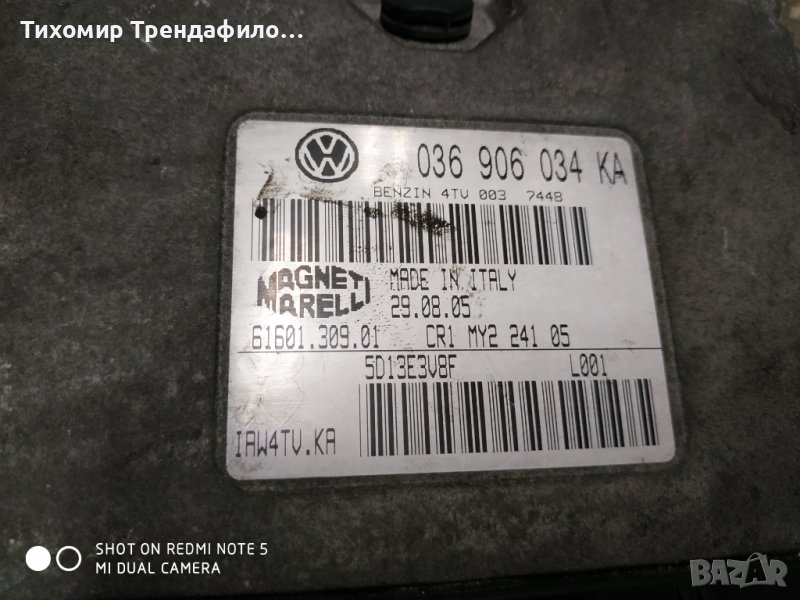 Тихомир Трендафило...
036 906 034 KA
BENZIN 4TV 003 7448
MAGNETI MARELLI
MADE IN ITALY
29.08.05
61601.309.01 CR1 MY2 241 05
5D13E3V8F L001
IAW4TV.KA
SHOT ON REDMI NOTE 5
MI DUAL CAMERA
BAZAR